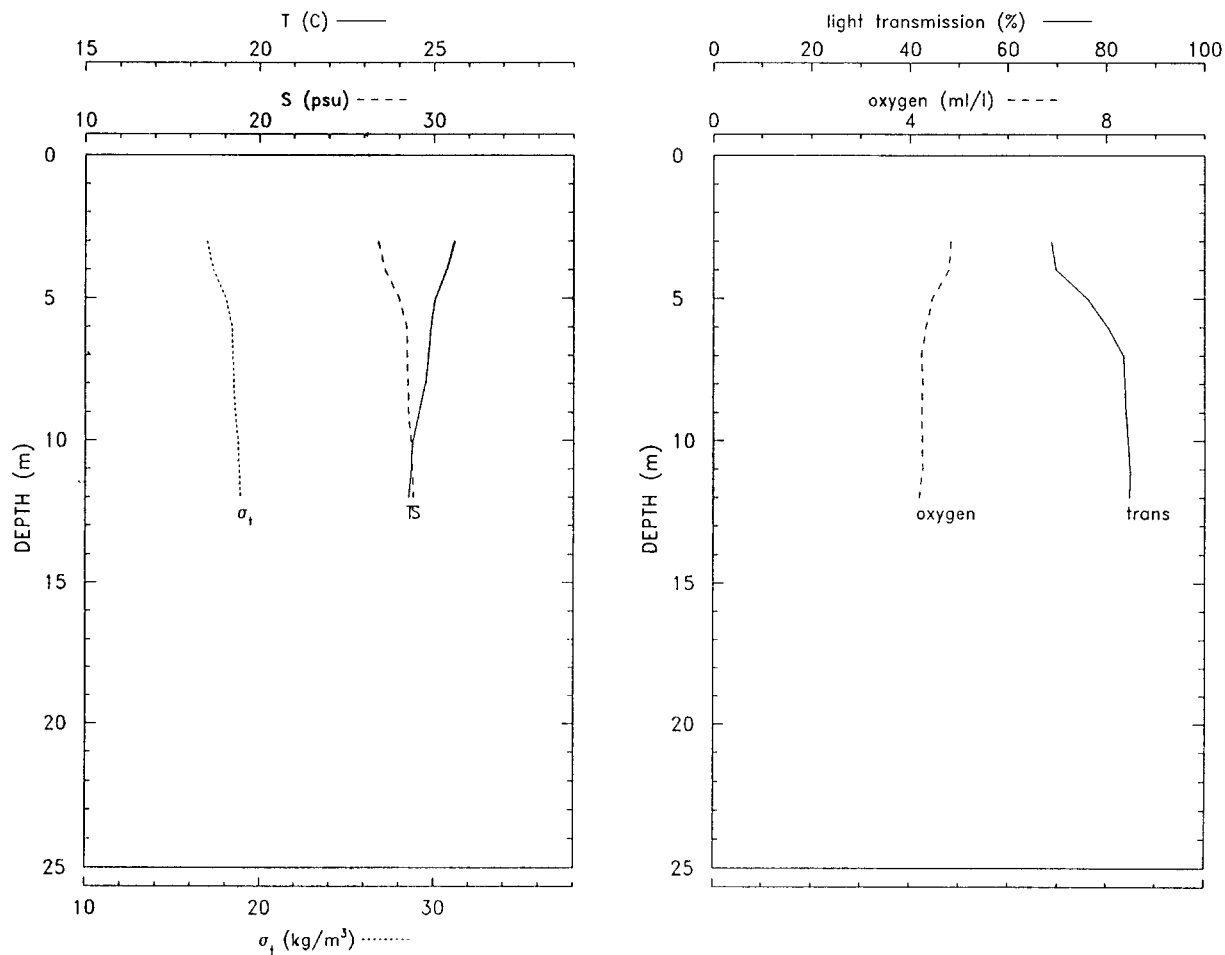 T (C)
15 20 25
S (psu)
10 20 30
0
5
10
15
20
25
DEPTH (m)
σt
TS
10 20 30
σt (kg/m³)
light transmission (%)
0 20 40 60 80 100
oxygen (ml/l)
0 4 8
0
5
10
15
20
25
DEPTH (m)
oxygen
trans